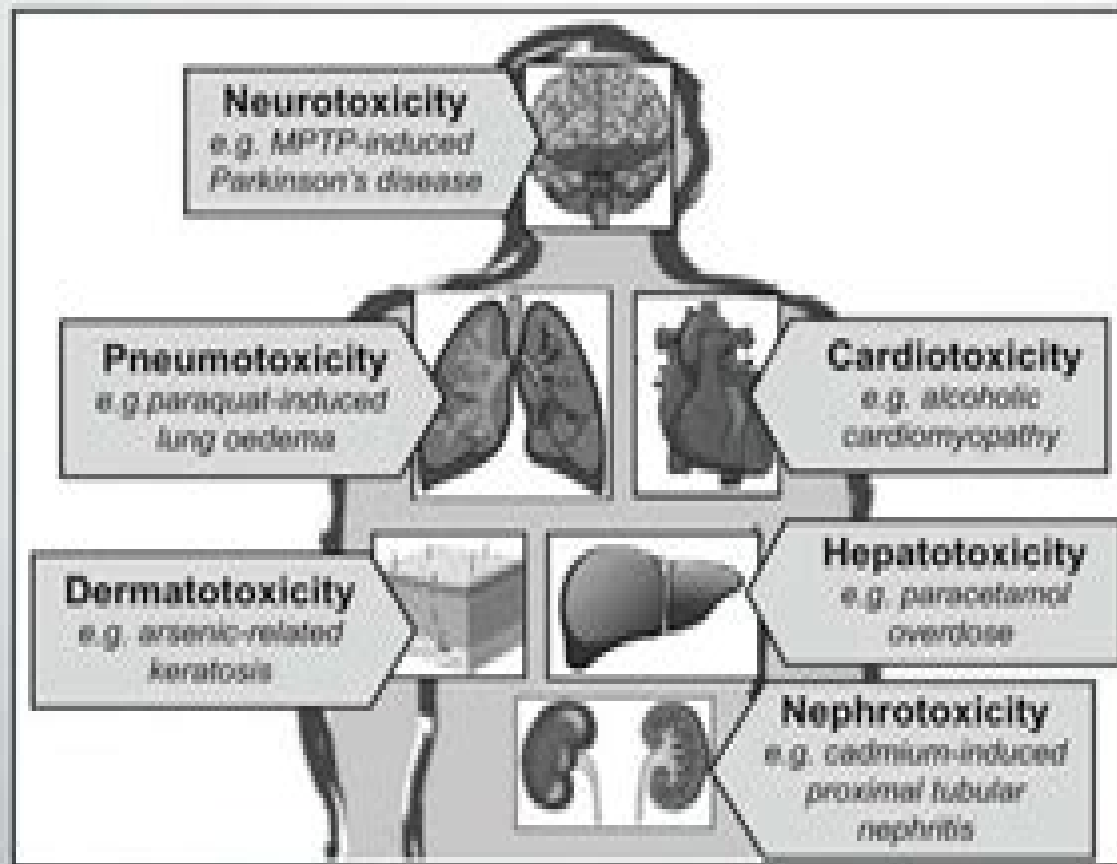 Neurotoxicity
e.g. MPTP-induced
Parkinson's disease
Pneumotoxicity
e.g.paraquat-induced
lung oedema
Cardiotoxicity
e.g. alcoholic
cardiomyopathy
Dermatotoxicity
e.g. arsenic-related
keratosis
Hepatotoxicity
e.g. paracetamol
overdose
Nephrotoxicity
e.g. cadmium-induced
proximal tubular
nephritis